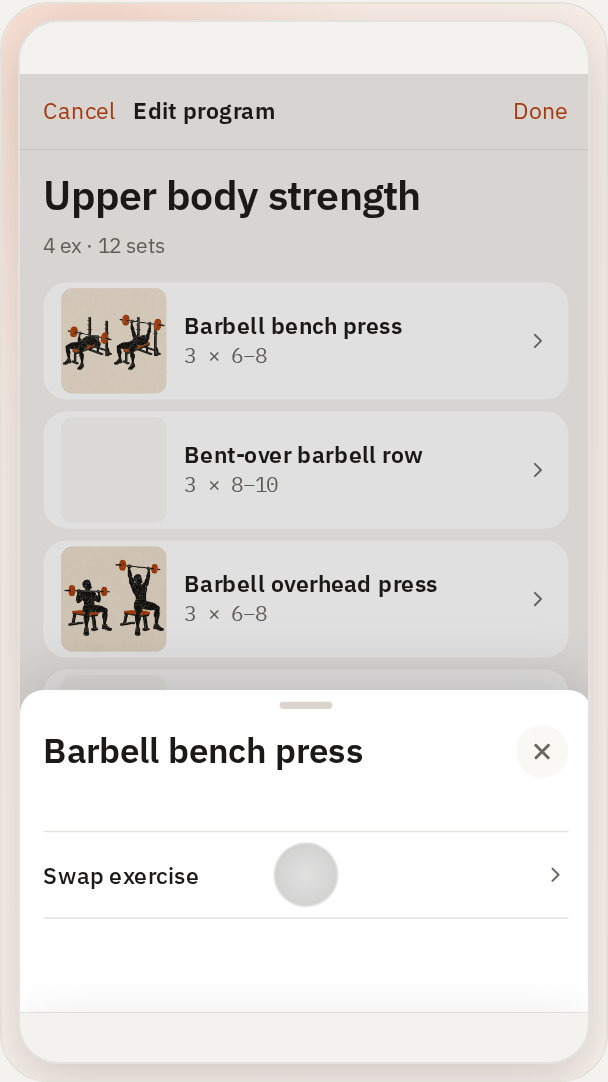 Cancel Edit program Done
Upper body strength
4 ex · 12 sets
Barbell bench press
3 × 6–8
Bent-over barbell row
3 × 8–10
Barbell overhead press
3 × 6–8
Barbell bench press
Swap exercise